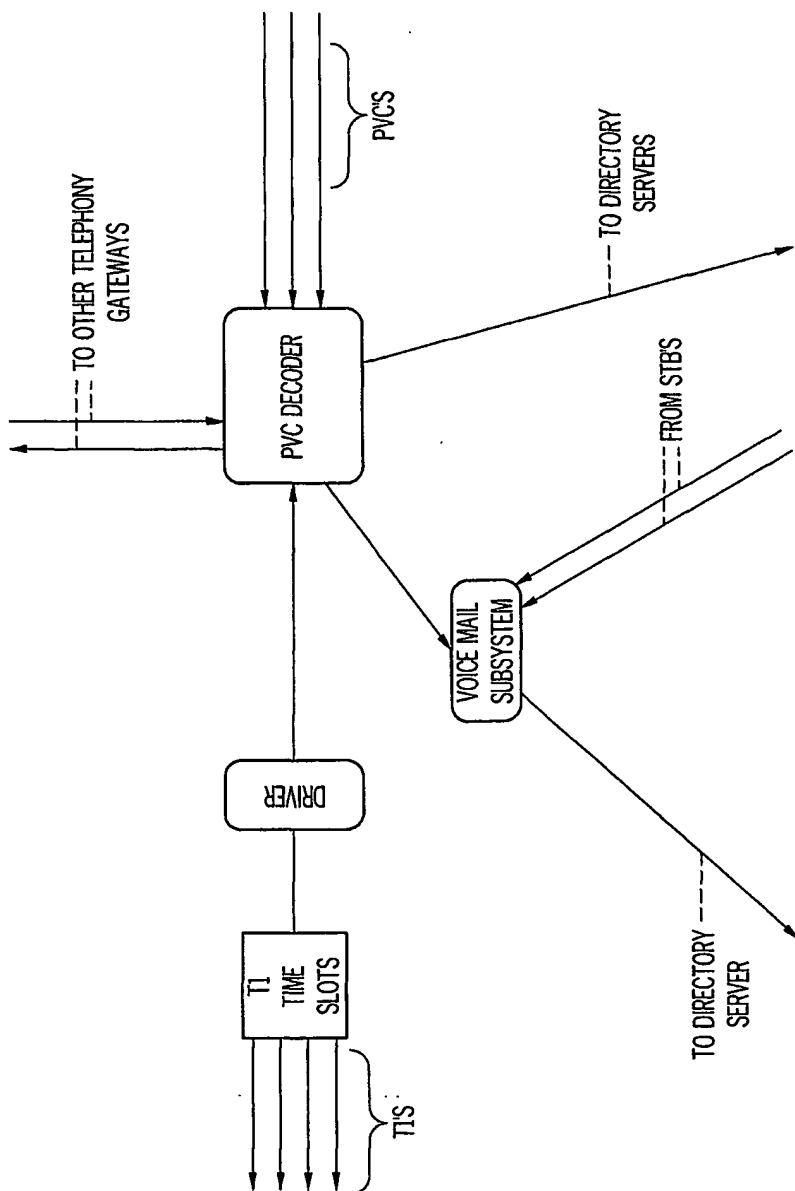 TO OTHER TELEPHONY
GATEWAYS
PVC'S
PVC DECODER
TO DIRECTORY
SERVERS
FROM STB'S
VOICE MAIL
SUBSYSTEM
DRIVER
T1
TIME
SLOTS
T1'S
TO DIRECTORY
SERVER